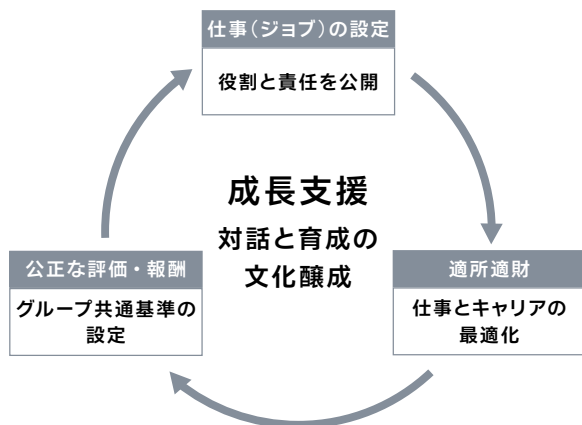 仕事（ジョブ）の設定
役割と責任を公開
成長支援
対話と育成の
文化醸成
公正な評価・報酬
グループ共通基準の
設定
適所適財
仕事とキャリアの
最適化